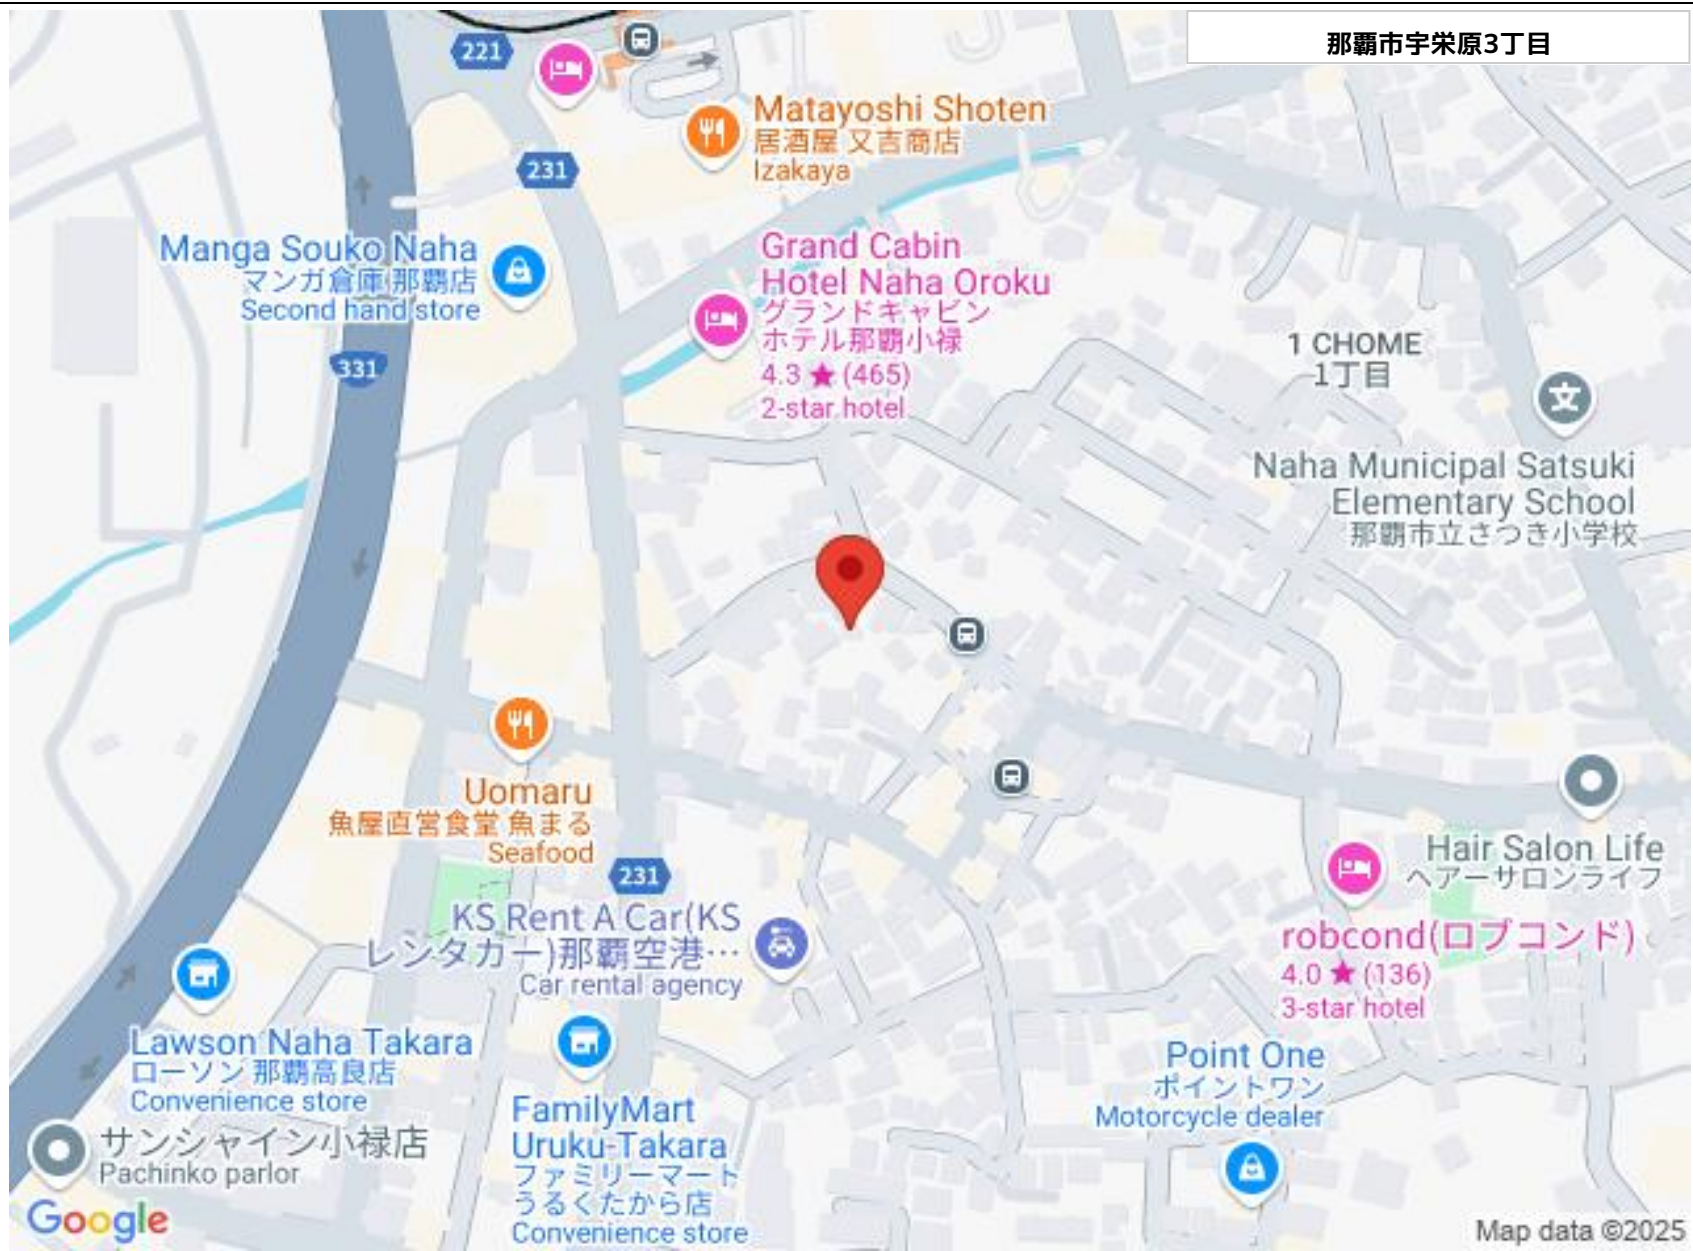 那覇市宇栄原3丁目
221
Matayoshi Shoten
居酒屋 又吉商店
Izakaya
231
Manga Souko Naha
マンガ倉庫 那覇店
Second hand store
Grand Cabin
Hotel Naha Oroku
グランドキャビン
ホテル那覇小禄
4.3 ★ (465)
2-star hotel
331
1 CHOME
1丁目
文
Naha Municipal Satsuki
Elementary School
那覇市立さつき小学校
Uomaru
魚屋直営食堂 魚まる
Seafood
231
Hair Salon Life
ヘアーサロンライフ
KS Rent A Car(KS
レンタカー)那覇空港…
Car rental agency
robcond(ロブコンド)
4.0 ★ (136)
3-star hotel
Lawson Naha Takara
ローソン 那覇高良店
Convenience store
Point One
ポイントワン
Motorcycle dealer
FamilyMart
Uruku-Takara
ファミリーマート
うるくたから店
Convenience store
サンシャイン小禄店
Pachinko parlor
Google
Map data ©2025